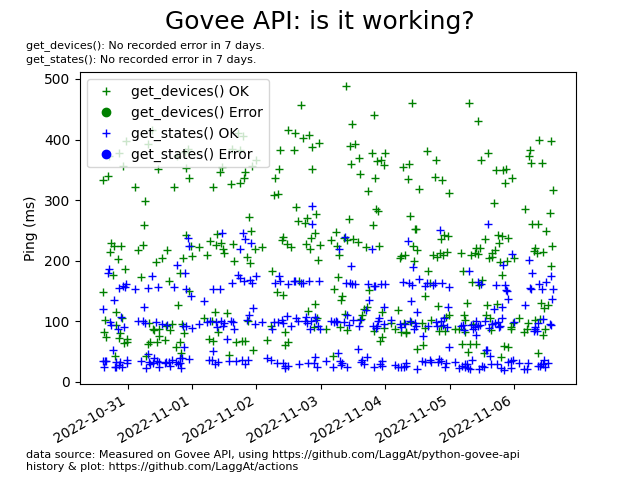 Govee API: is it working?
get_devices(): No recorded error in 7 days.
get_states(): No recorded error in 7 days.
get_devices() OK
get_devices() Error
get_states() OK
get_states() Error
Ping (ms)
500
400
300
200
100
0
2022-10-31
2022-11-01
2022-11-02
2022-11-03
2022-11-04
2022-11-05
2022-11-06
data source: Measured on Govee API, using https://github.com/LaggAt/python-govee-api
history & plot: https://github.com/LaggAt/actions